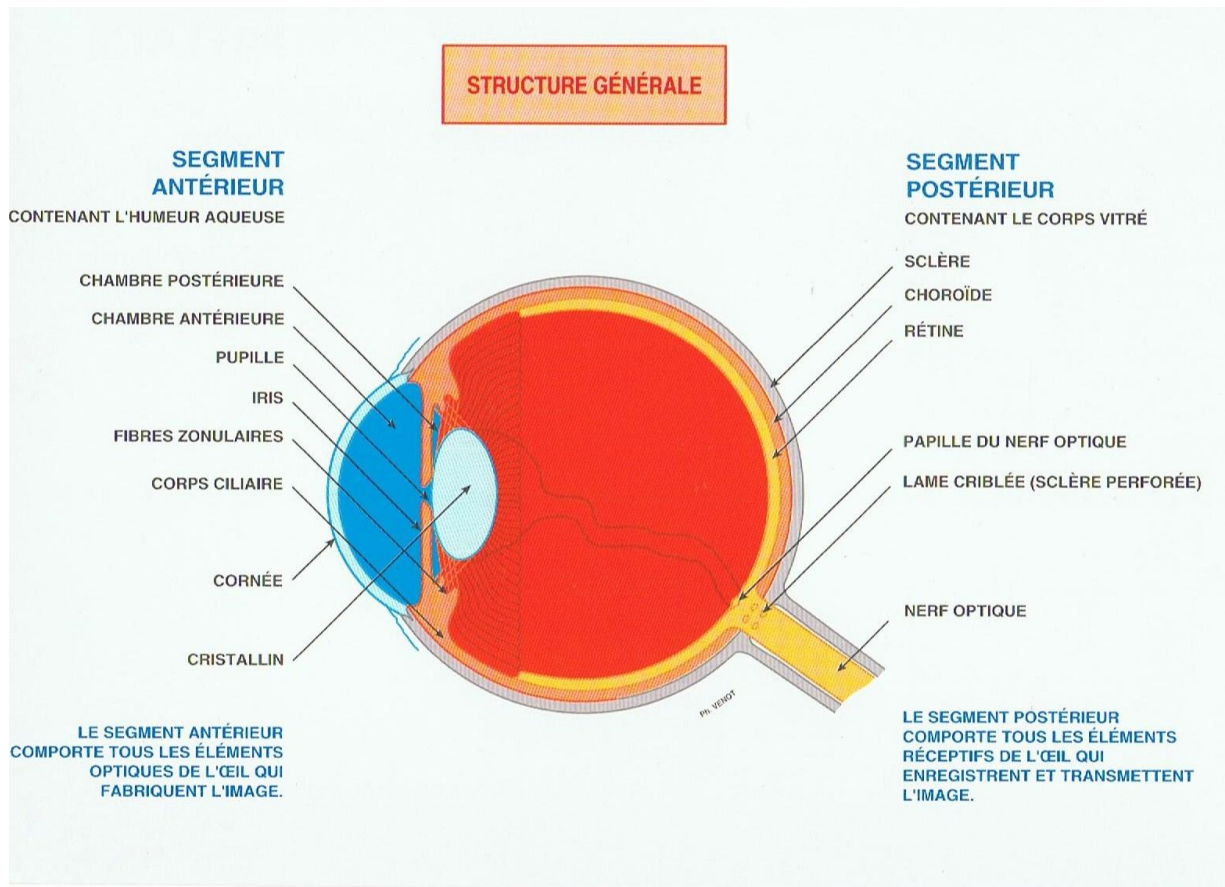 STRUCTURE GÉNÉRALE
SEGMENT
ANTÉRIEUR
CONTENANT L'HUMEUR AQUEUSE
CHAMBRE POSTÉRIEURE
CHAMBRE ANTÉRIEURE
PUPILLE
IRIS
FIBRES ZONULAIRES
CORPS CILIAIRE
CORNÉE
CRISTALLIN
LE SEGMENT ANTÉRIEUR
COMPORTE TOUS LES ÉLÉMENTS
OPTIQUES DE L'ŒIL QUI
FABRIQUENT L'IMAGE.
SEGMENT
POSTÉRIEUR
CONTENANT LE CORPS VITRÉ
SCLÈRE
CHOROÏDE
RÉTINE
PAPILLE DU NERF OPTIQUE
LAME CRIBLÉE (SCLÈRE PERFORÉE)
NERF OPTIQUE
Ph. VENOT
LE SEGMENT POSTÉRIEUR
COMPORTE TOUS LES ÉLÉMENTS
RÉCEPTIFS DE L'ŒIL QUI
ENREGISTRENT ET TRANSMETTENT
L'IMAGE.